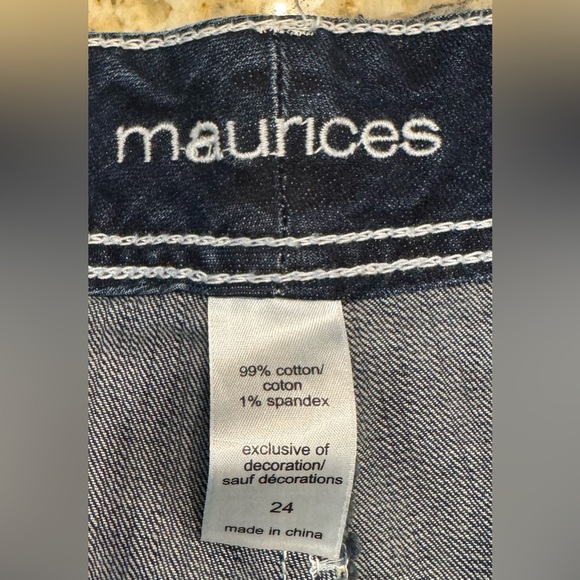 maurices
99% cotton/
coton
1% spandex
exclusive of
decoration/
sauf décorations
24
made in china